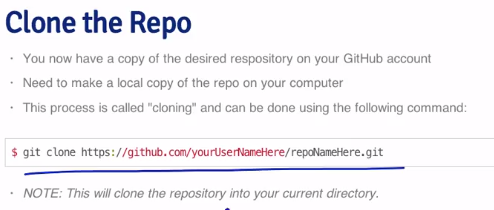 Clone the Repo
· You now have a copy of the desired respository on your GitHub account
· Need to make a local copy of the repo on your computer
· This process is called "cloning" and can be done using the following command:
$ git clone https://github.com/yourUserNameHere/repoNameHere.git
· NOTE: This will clone the repository into your current directory.